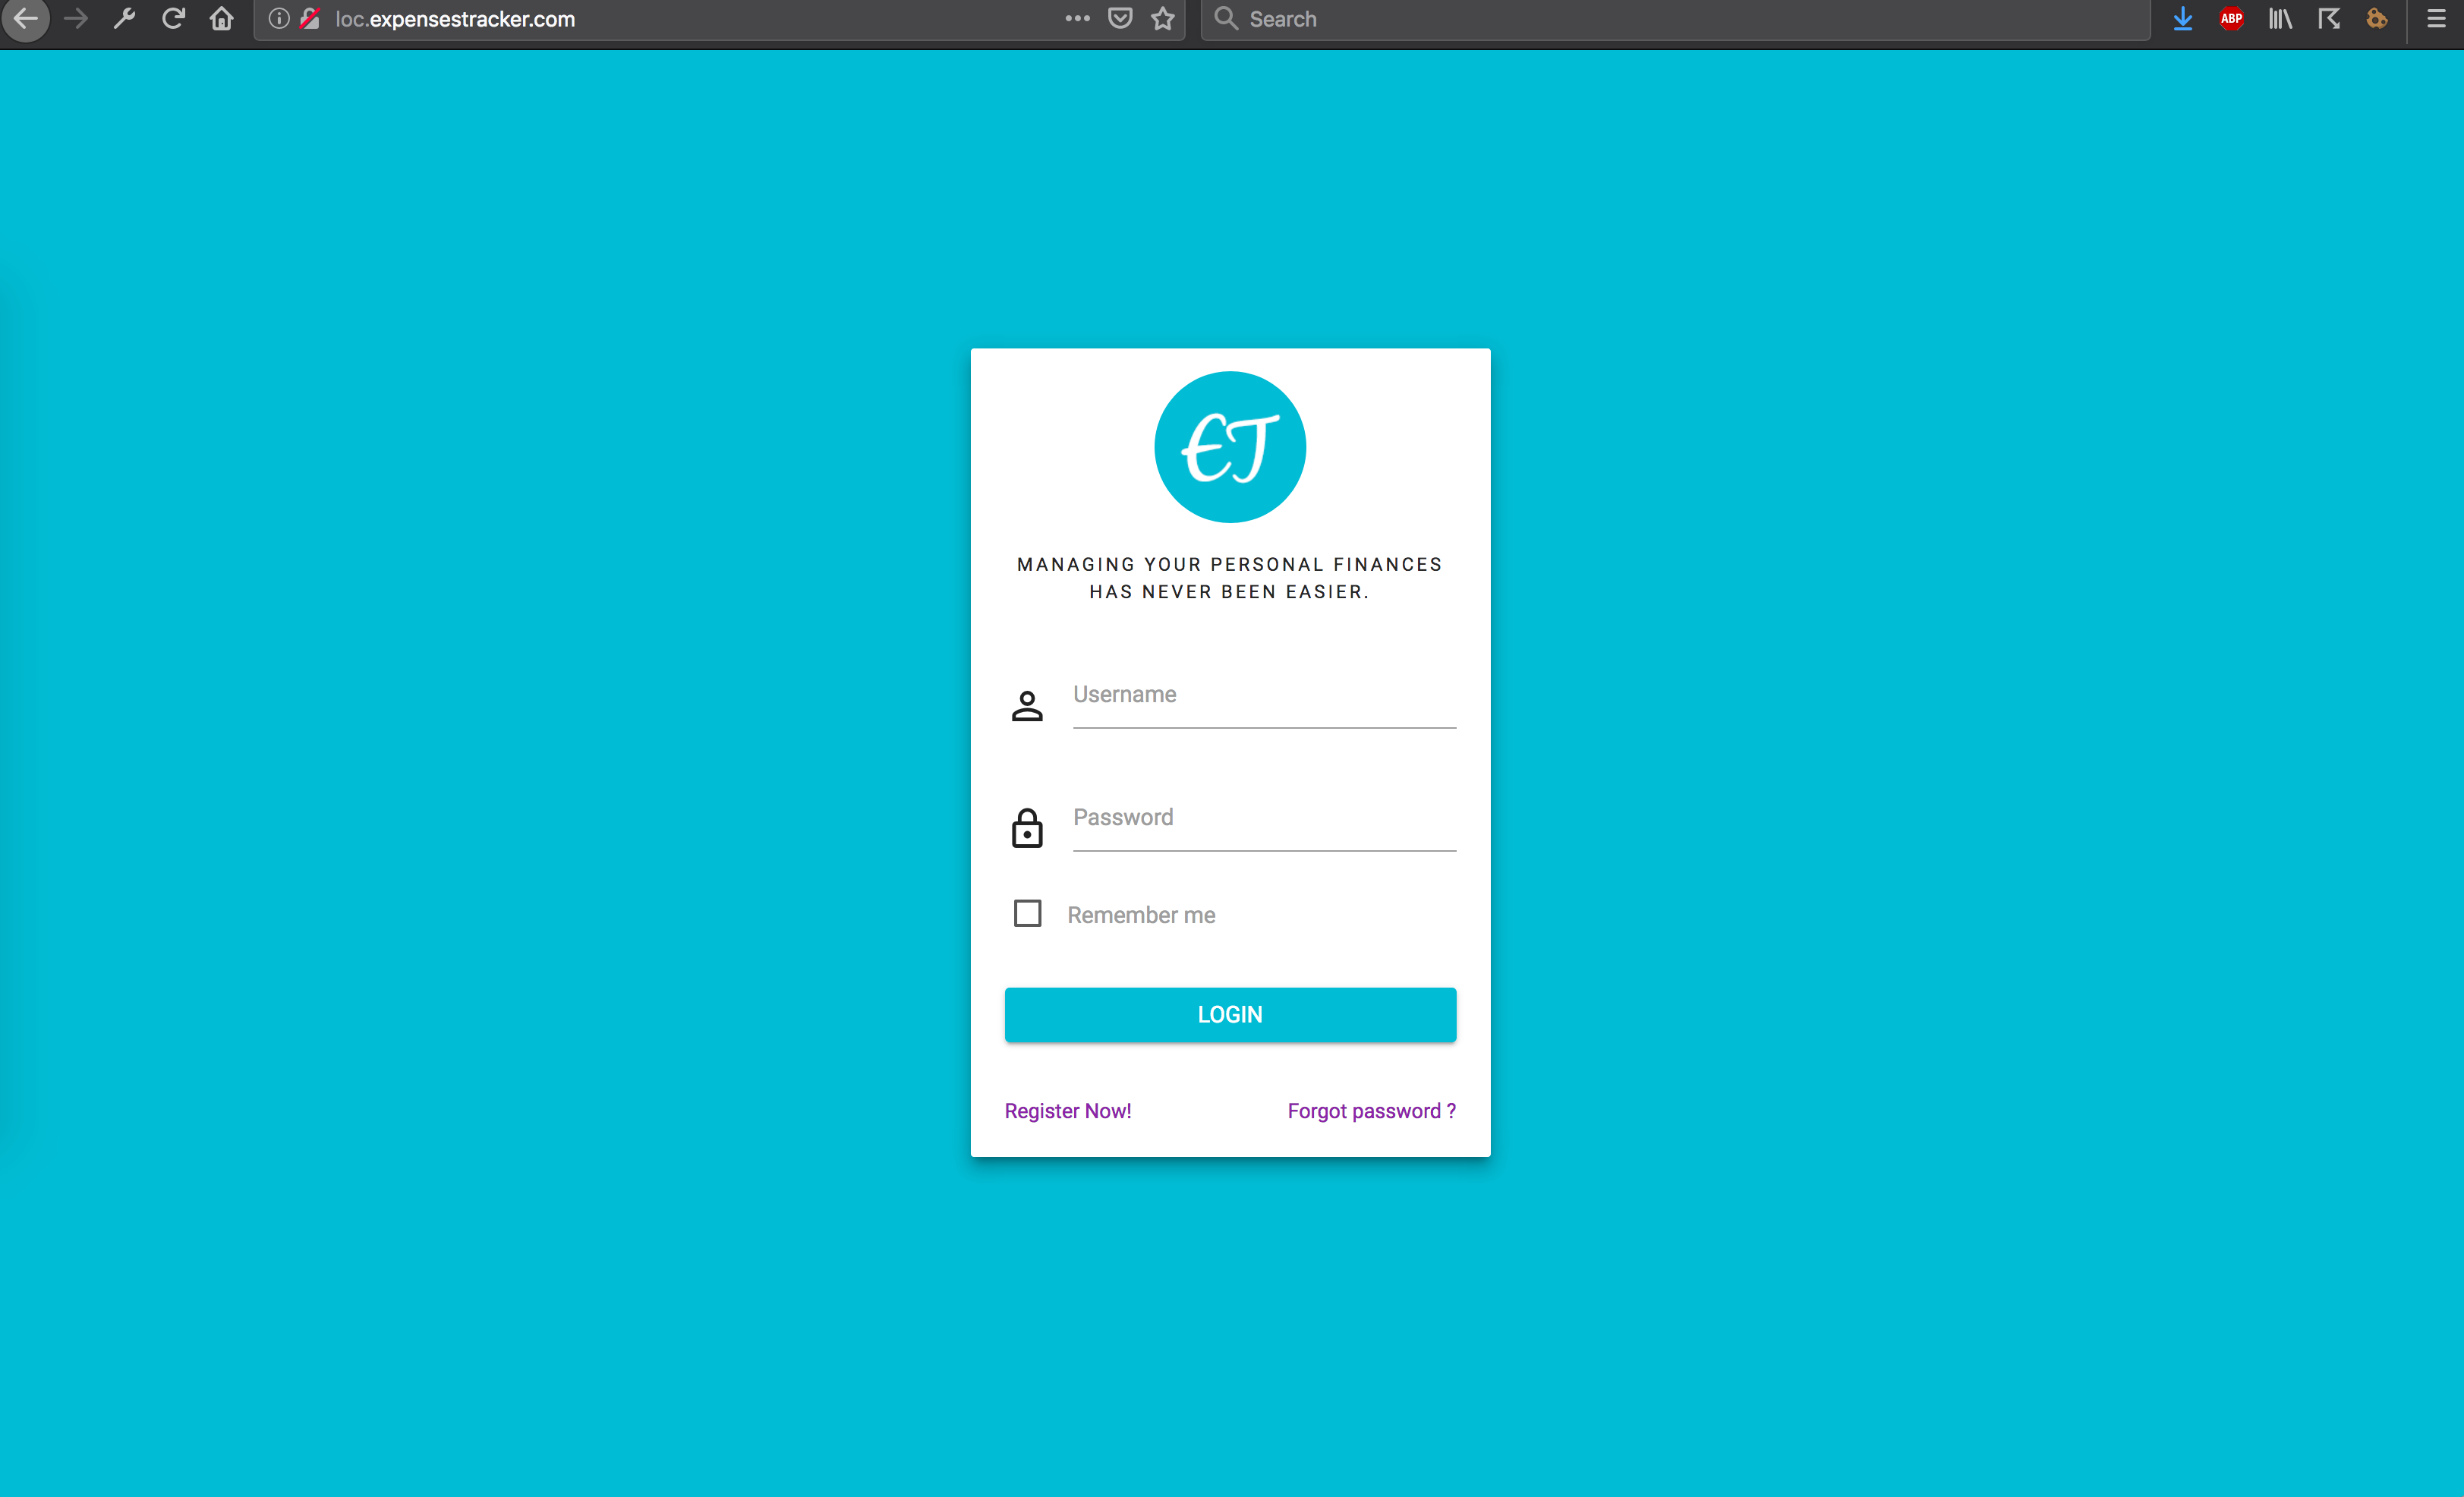 loc.expensestracker.com
Search
ABP
ET
MANAGING YOUR PERSONAL FINANCES
HAS NEVER BEEN EASIER.
Username
Password
Remember me
LOGIN
Register Now!
Forgot password ?